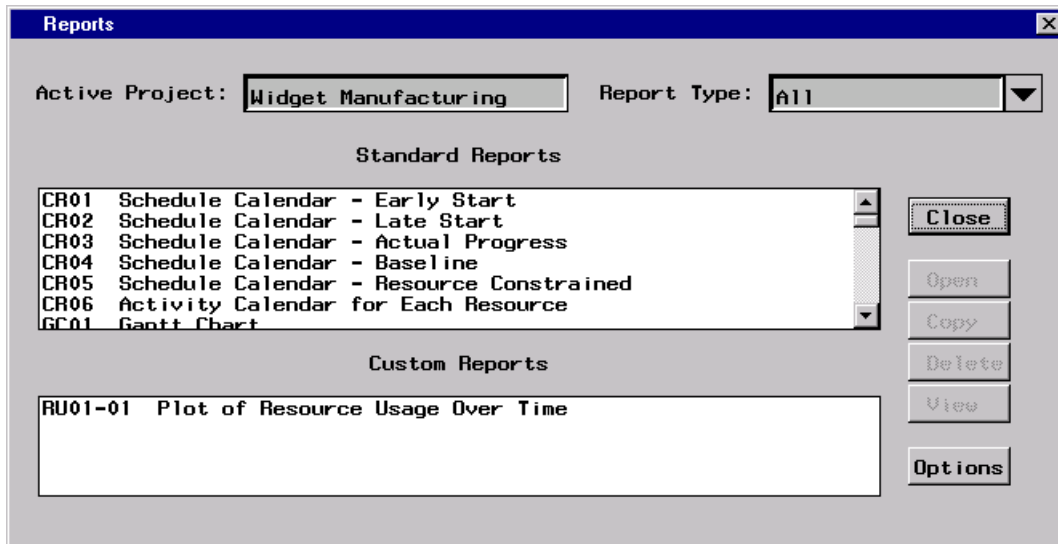 Reports
Active Project: Widget Manufacturing Report Type: All
Standard Reports
CR01 Schedule Calendar - Early Start
CR02 Schedule Calendar - Late Start
CR03 Schedule Calendar - Actual Progress
CR04 Schedule Calendar - Baseline
CR05 Schedule Calendar - Resource Constrained
CR06 Activity Calendar for Each Resource
GC01 Gantt Chart
Close
Open
Copy
Delete
View
Options
Custom Reports
RU01-01 Plot of Resource Usage Over Time